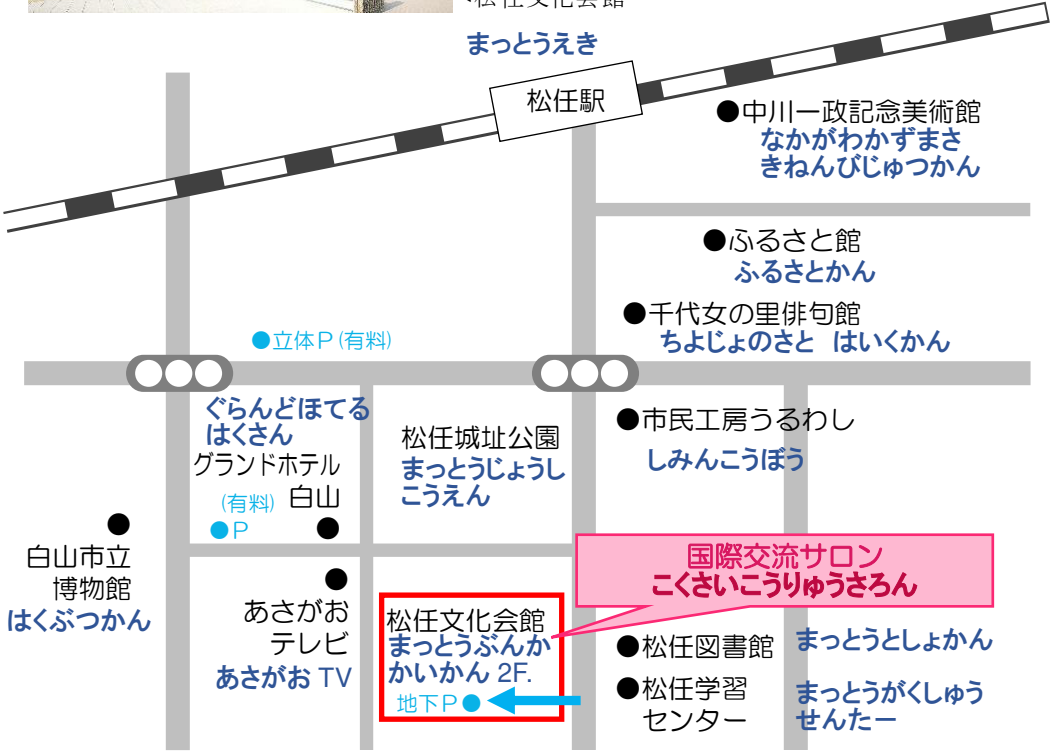 松任文化会館
まっとうえき
松任駅
●中川一政記念美術館
なかがわかずまさ
きねんびじゅつかん
●ふるさと館
ふるさとかん
●千代女の里俳句館
ちよじょのさと はいくかん
●立体P(有料)
ぐらんどほてる
はくさん
グランドホテル
白山
(有料)
●P
松任城址公園
まっとうじょうし
こうえん
●市民工房うるわし
しみんこうぼう
白山市立
博物館
はくぶつかん
あさがお
テレビ
あさがお TV
国際交流サロン
こくさいこうりゅうさろん
松任文化会館
まっとうぶんか
かいかん 2F.
地下P●
●松任図書館
まっとうとしょかん
●松任学習
センター
まっとうがくしゅう
せんたー